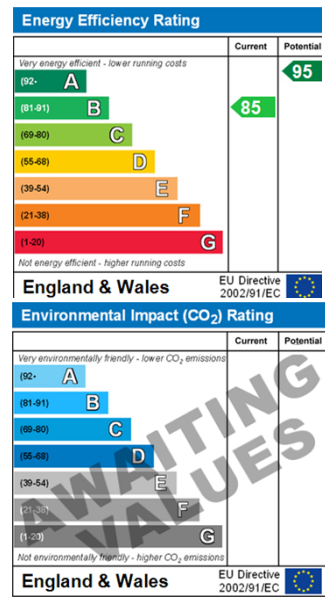 Energy Efficiency Rating
Current Potential
Very energy efficient - lower running costs
(92- A
(81-91) B
(69-80) C
(55-68) D
(39-54) E
(21-38) F
(1-20) G
85
95
Not energy efficient - higher running costs
England & Wales
EU Directive
2002/91/EC
Environmental Impact (CO₂) Rating
Current Potential
Very environmentally friendly - lower CO₂ emissions
(92- A
(81-91) B
(69-80) C
(55-68) D
(39-54) E
(21-38) F
(1-20) G
AWAITING
VALUES
Not environmentally friendly - higher CO₂ emissions
England & Wales
EU Directive
2002/91/EC